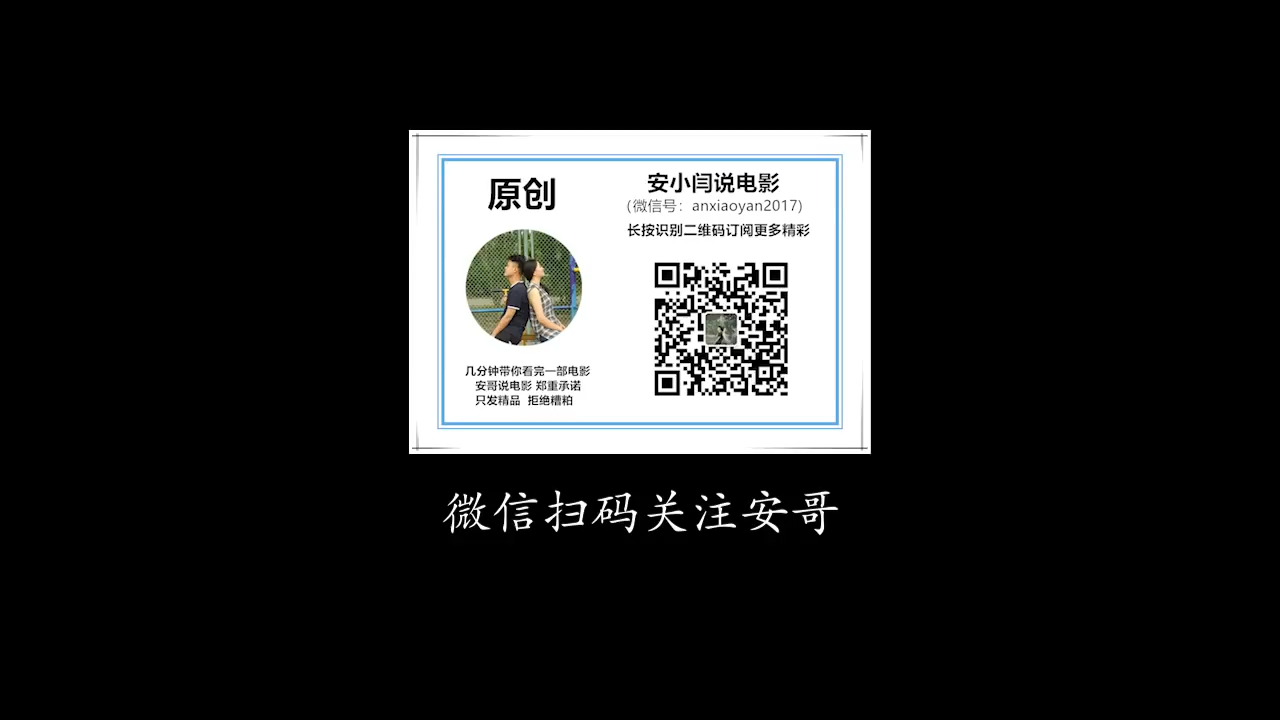 原创
安小闫说电影
(微信号：anxiaoyan2017)
长按识别二维码订阅更多精彩
几分钟带你看完一部电影
安哥说电影 郑重承诺
只发精品 拒绝糟粕
微信扫码关注安哥